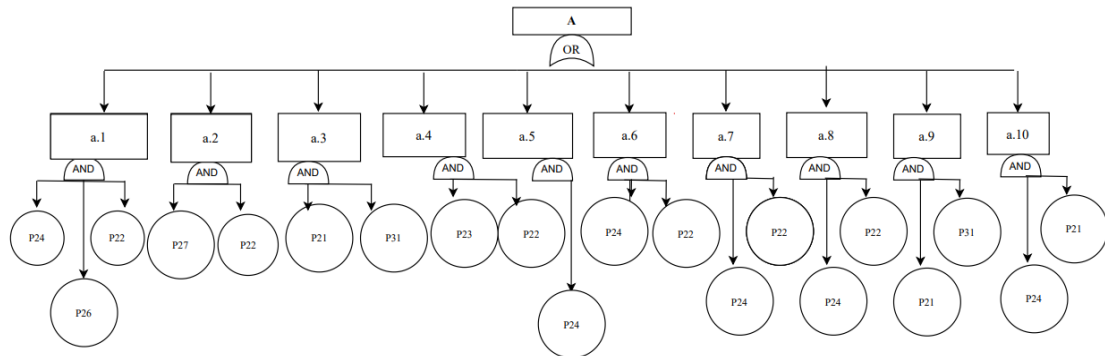 A
OR
a.1 a.2 a.3 a.4 a.5 a.6 a.7 a.8 a.9 a.10
AND AND AND AND AND AND AND AND AND AND
P24 P22 P27 P22 P21 P31 P23 P22 P24 P22 P22 P22 P31 P21
P26 P24 P24 P24 P21 P24